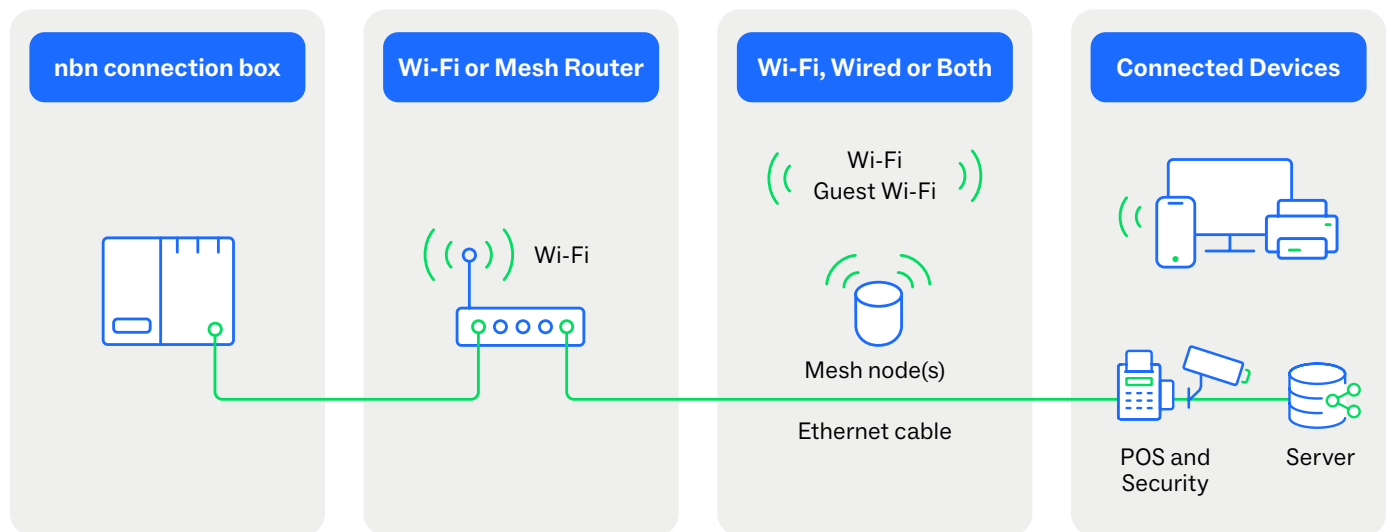 nbn connection box
Wi-Fi or Mesh Router
Wi-Fi
Wi-Fi, Wired or Both
Wi-Fi
Guest Wi-Fi
Mesh node(s)
Ethernet cable
Connected Devices
POS and
Security
Server